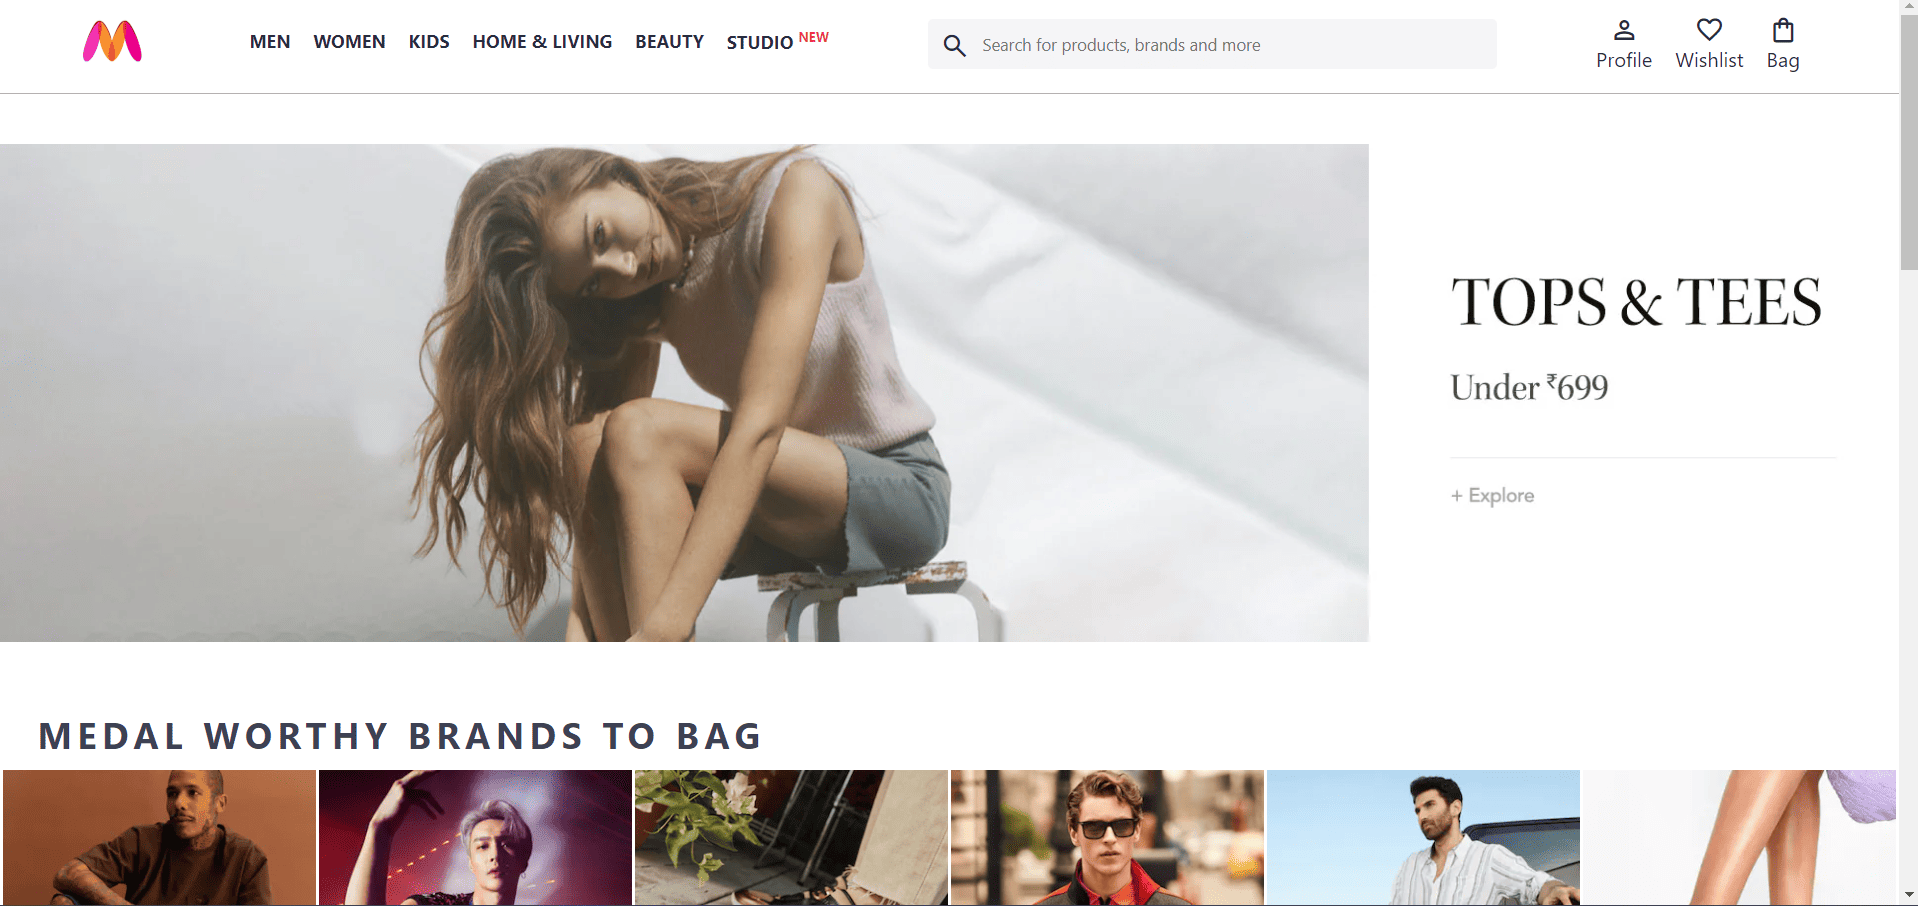 MEN WOMEN KIDS HOME & LIVING BEAUTY STUDIO NEW
Search for products, brands and more
Profile Wishlist Bag
TOPS & TEES
Under ₹699
+ Explore
MEDAL WORTHY BRANDS TO BAG